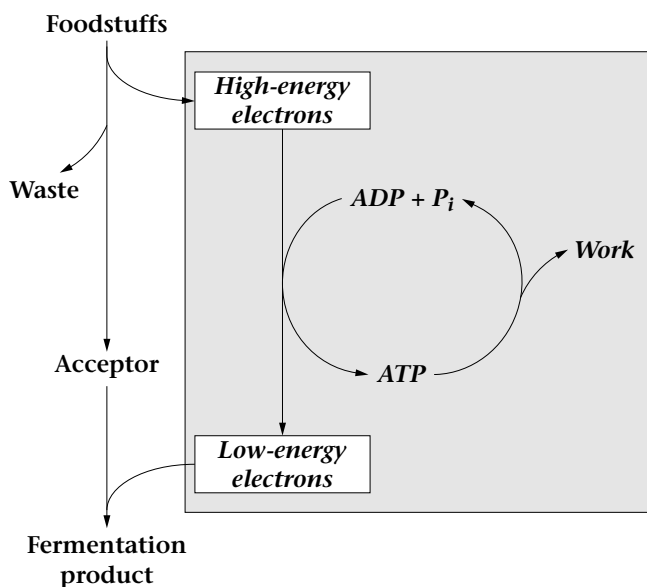 Foodstuffs
High-energy
electrons
Waste
ADP + Pi
Work
Acceptor
ATP
Low-energy
electrons
Fermentation
product